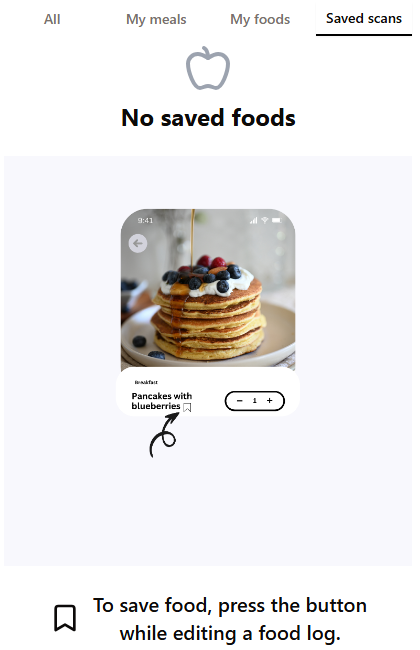 All My meals My foods Saved scans
No saved foods
9:41
Breakfast
Pancakes with
blueberries
− 1 +
To save food, press the button
while editing a food log.